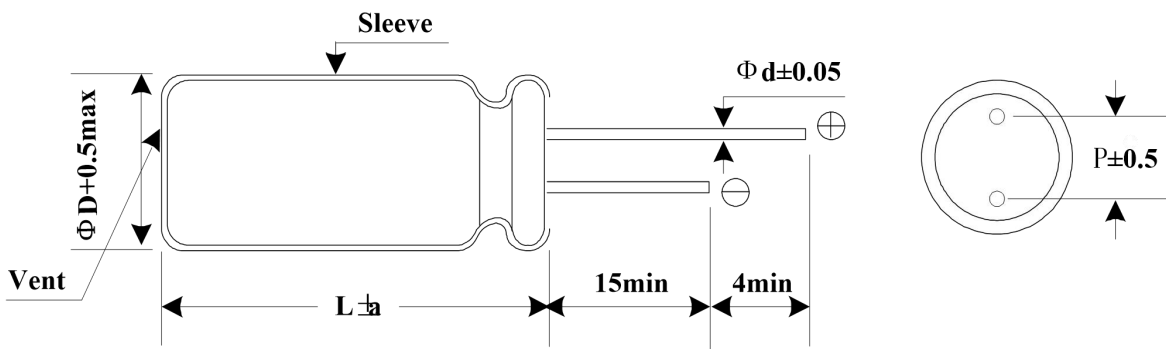 Sleeve
Φd±0.05
⊕
ΦD+0.5max
P±0.5
⊖
Vent
15min
4min
L±a